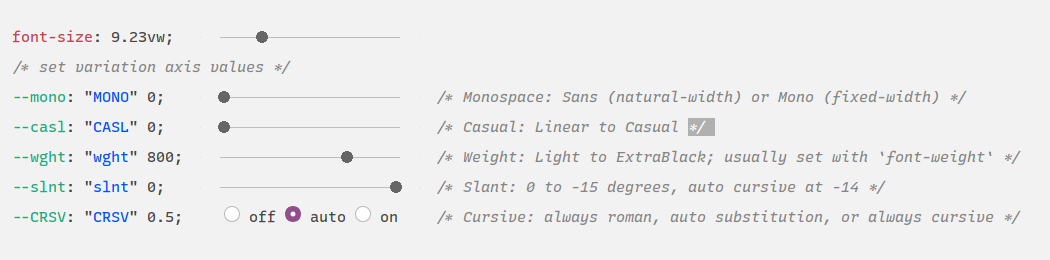 font-size: 9.23vw;
/* set variation axis values */
--mono: "MONO" 0; /* Monospace: Sans (natural-width) or Mono (fixed-width) */
--casl: "CASL" 0; /* Casual: Linear to Casual */
--wght: "wght" 800; /* Weight: Light to ExtraBlack; usually set with `font-weight` */
--slnt: "slnt" 0; /* Slant: 0 to -15 degrees, auto cursive at -14 */
--CRSV: "CRSV" 0.5; off auto on /* Cursive: always roman, auto substitution, or always cursive */